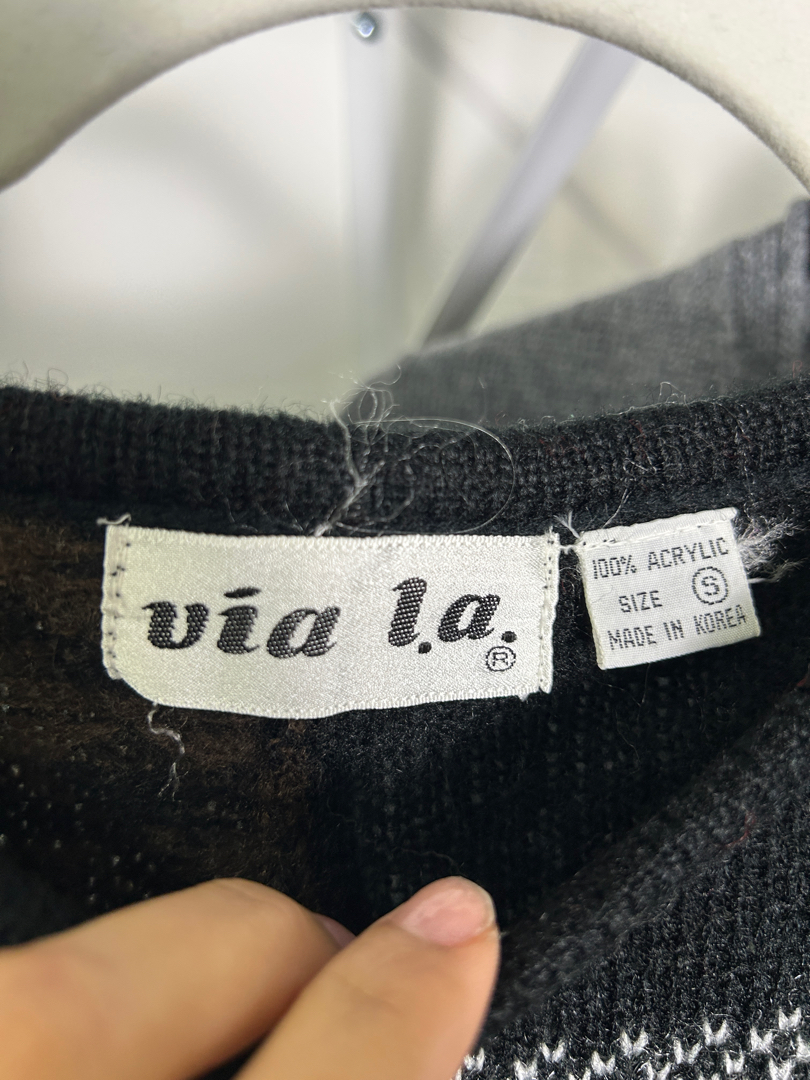 via l.a.
®
100% ACRYLIC
SIZE Ⓢ
MADE IN KOREA